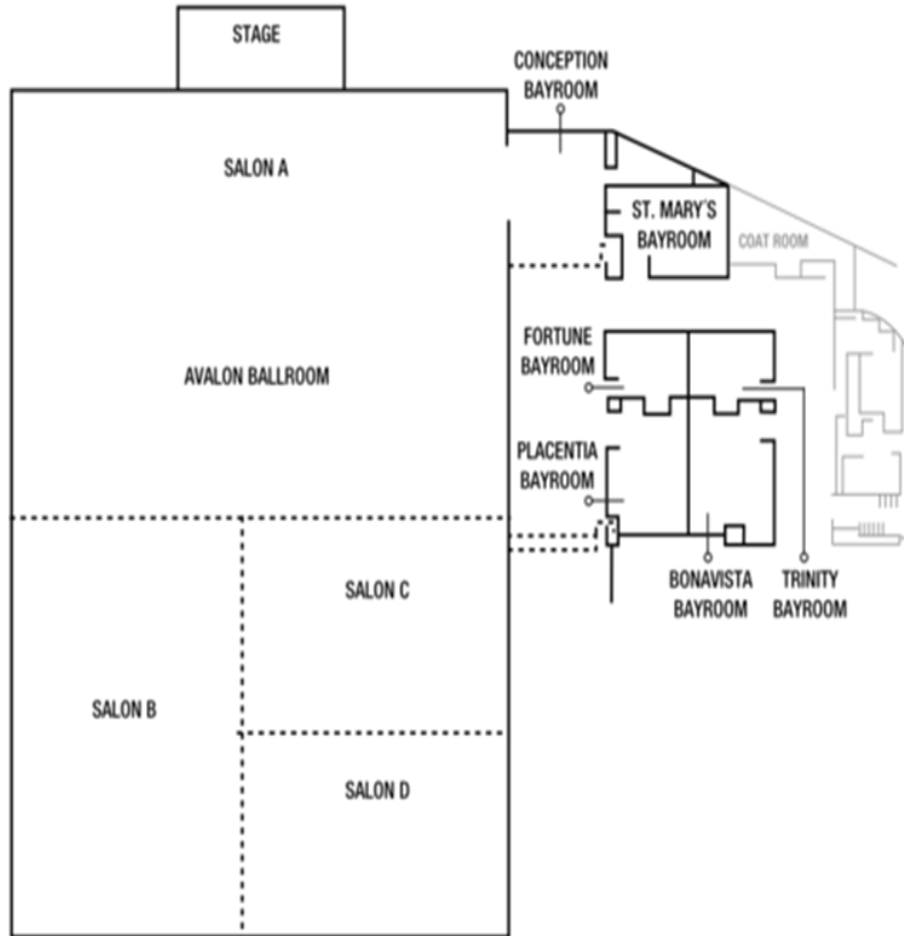 STAGE
CONCEPTION
BAYROOM
SALON A
ST. MARY'S
BAYROOM
COAT ROOM
FORTUNE
BAYROOM
AVALON BALLROOM
PLACENTIA
BAYROOM
SALON C
BONAVISTA
BAYROOM
TRINITY
BAYROOM
SALON B
SALON D